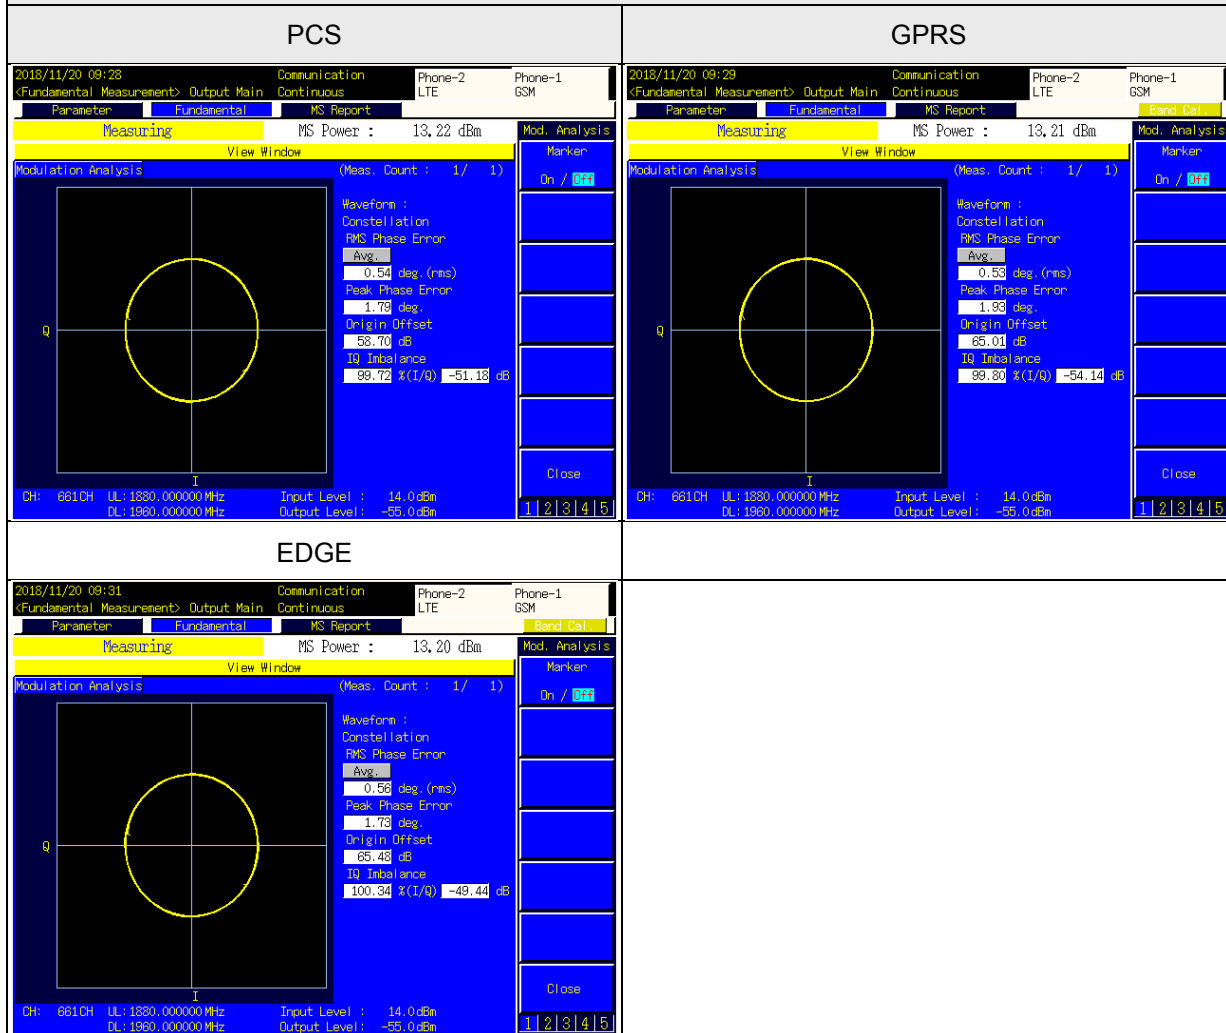 PCS
2018/11/20 09:28 Communication Phone-2 Phone-1
<Fundamental Measurement> Output Main Continuous LTE GSM
Parameter Fundamental MS Report
Measuring MS Power : 13.22 dBm Mod. Analysis
View Window Marker
Modulation Analysis (Meas. Count : 1/ 1) On / Off
Waveform :
Constellation
RMS Phase Error
Avg.
0.54 deg.(rms)
Peak Phase Error
1.79 deg.
Origin Offset
Q 58.70 dB
IQ Imbalance
99.72 %(I/Q) -51.18 dB
I Close
CH: 661CH UL:1880.000000MHz Input Level : 14.0dBm
DL:1960.000000MHz Output Level: -55.0dBm 1 2 3 4 5
GPRS
2018/11/20 09:29 Communication Phone-2 Phone-1
<Fundamental Measurement> Output Main Continuous LTE GSM
Parameter Fundamental MS Report Band Cal.
Measuring MS Power : 13.21 dBm Mod. Analysis
View Window Marker
Modulation Analysis (Meas. Count : 1/ 1) On / Off
Waveform :
Constellation
RMS Phase Error
Avg.
0.53 deg.(rms)
Peak Phase Error
1.93 deg.
Origin Offset
Q 65.01 dB
IQ Imbalance
99.80 %(I/Q) -54.14 dB
I Close
CH: 661CH UL:1880.000000MHz Input Level : 14.0dBm
DL:1960.000000MHz Output Level: -55.0dBm 1 2 3 4 5
EDGE
2018/11/20 09:31 Communication Phone-2 Phone-1
<Fundamental Measurement> Output Main Continuous LTE GSM
Parameter Fundamental MS Report Band Cal.
Measuring MS Power : 13.20 dBm Mod. Analysis
View Window Marker
Modulation Analysis (Meas. Count : 1/ 1) On / Off
Waveform :
Constellation
RMS Phase Error
Avg.
0.56 deg.(rms)
Peak Phase Error
1.73 deg.
Origin Offset
Q 65.48 dB
IQ Imbalance
100.34 %(I/Q) -49.44 dB
I Close
CH: 661CH UL:1880.000000MHz Input Level : 14.0dBm
DL:1960.000000MHz Output Level: -55.0dBm 1 2 3 4 5